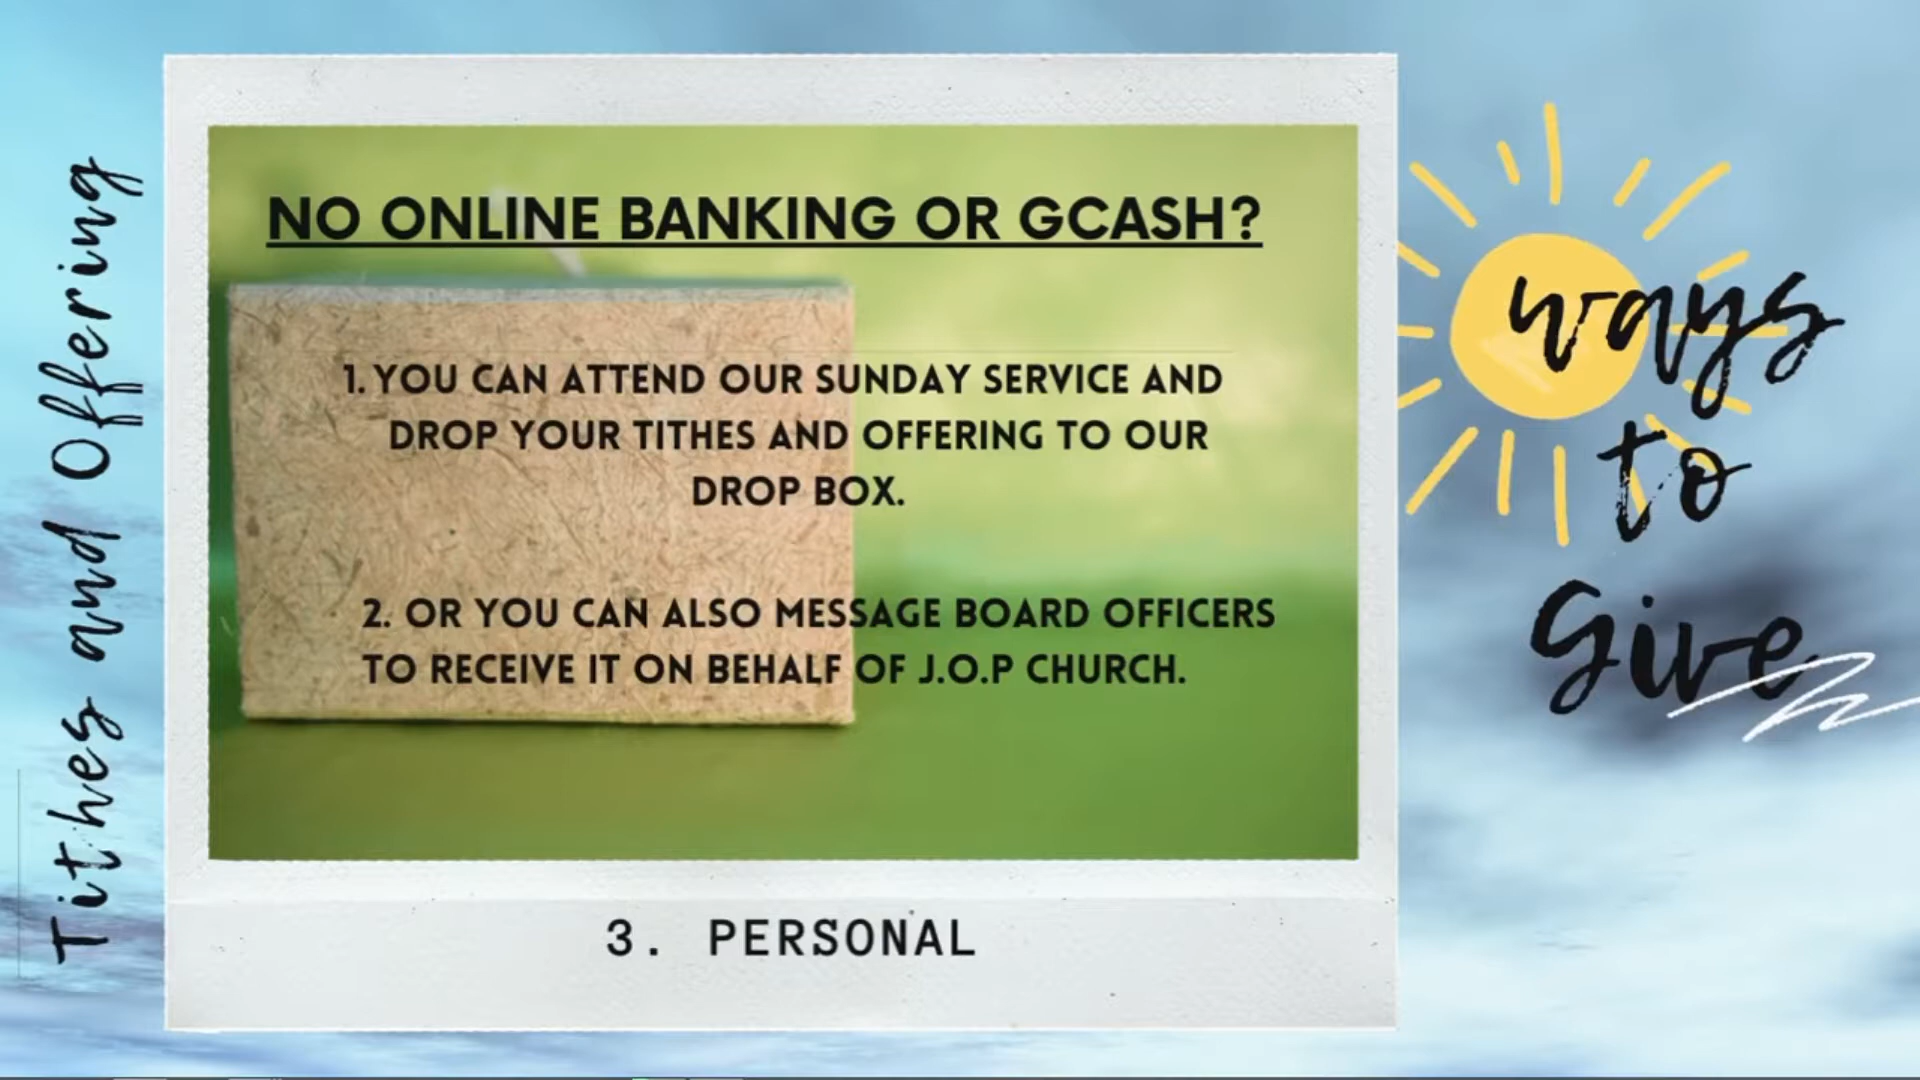 Tithes and Offering
NO ONLINE BANKING OR GCASH?
1. YOU CAN ATTEND OUR SUNDAY SERVICE AND
DROP YOUR TITHES AND OFFERING TO OUR
DROP BOX.
2. OR YOU CAN ALSO MESSAGE BOARD OFFICERS
TO RECEIVE IT ON BEHALF OF J.O.P CHURCH.
3. PERSONAL
ways
to
Give